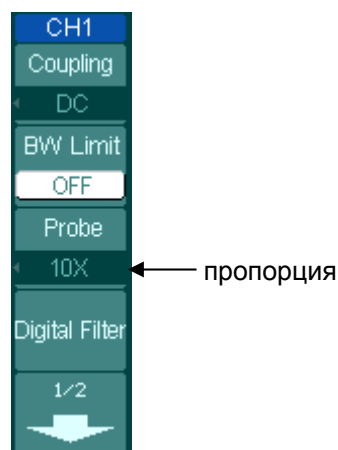 CH1
Coupling
DC
BW Limit
OFF
Probe
10X
пропорция
Digital Filter
1/2